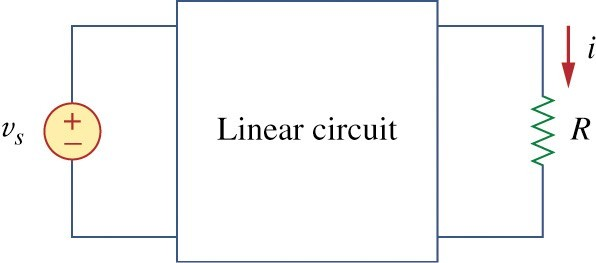 v_s
+
−
Linear circuit
i
R